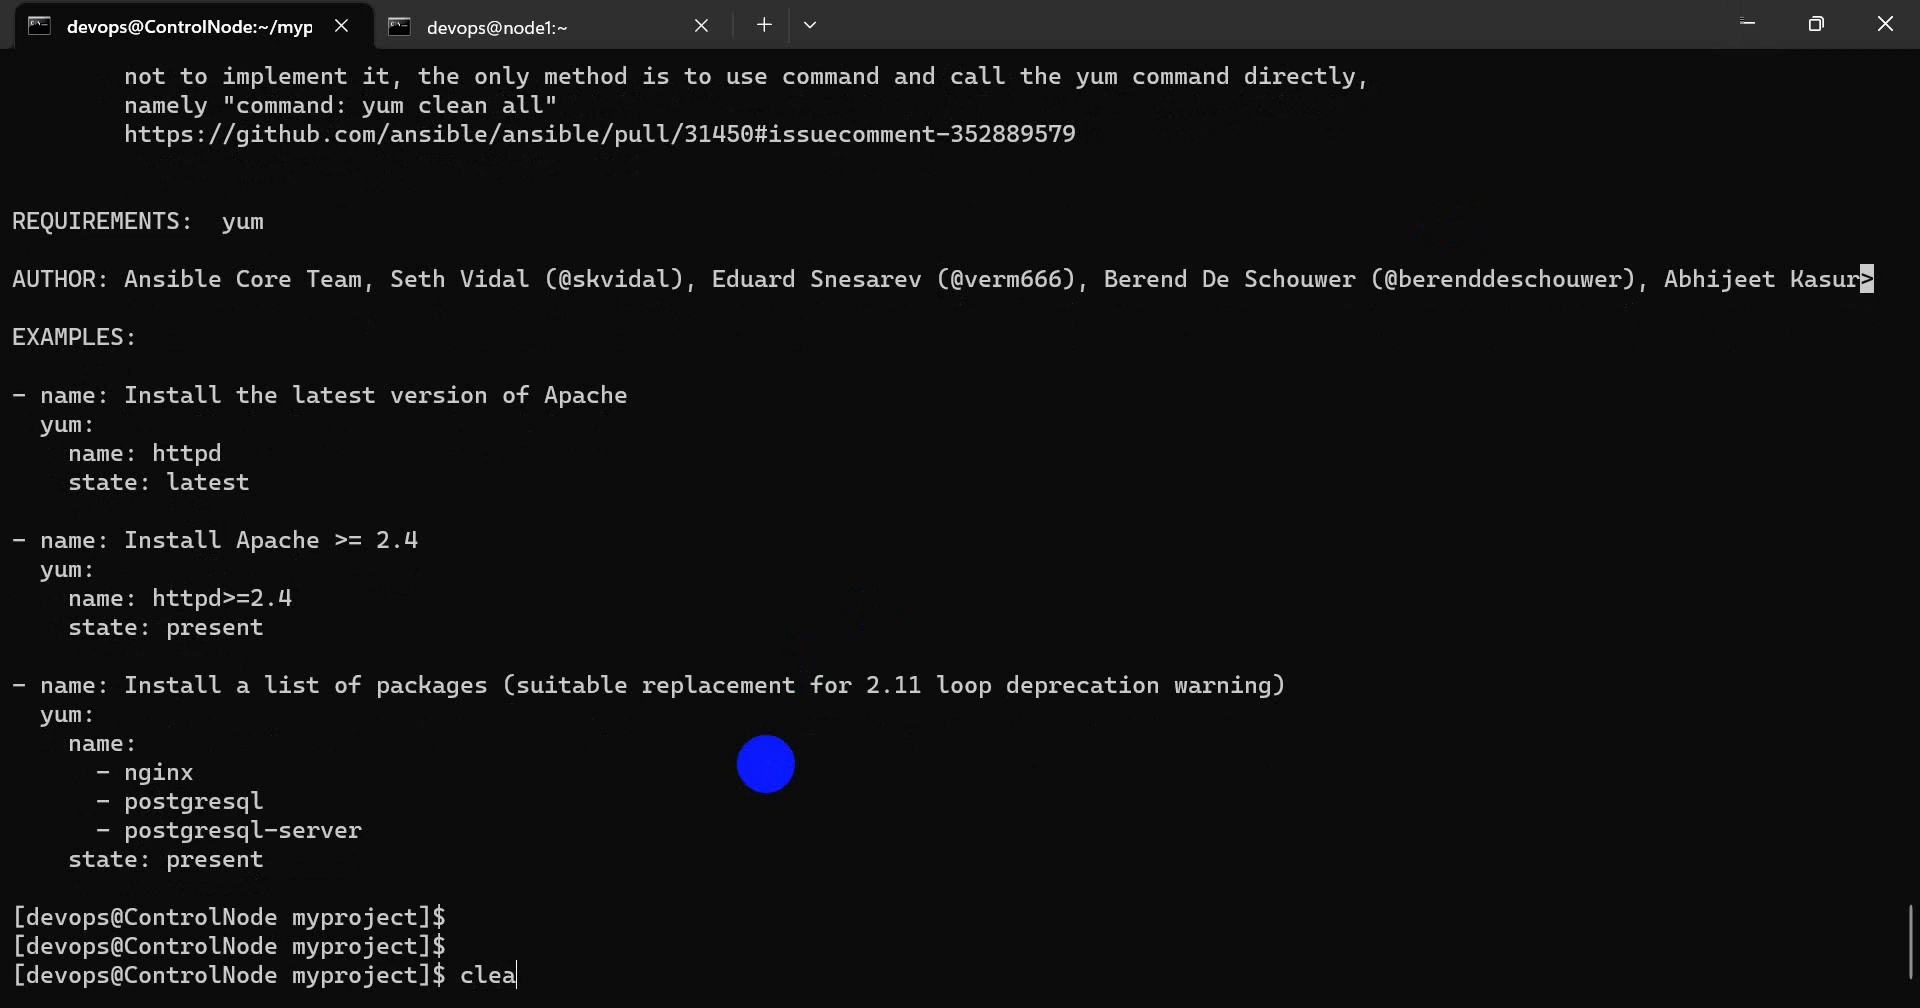 devops@ControlNode:~/myp
devops@node1:~
not to implement it, the only method is to use command and call the yum command directly,
namely "command: yum clean all"
https://github.com/ansible/ansible/pull/31450#issuecomment-352889579
REQUIREMENTS:  yum
AUTHOR: Ansible Core Team, Seth Vidal (@skvidal), Eduard Snesarev (@verm666), Berend De Schouwer (@berenddeschouwer), Abhijeet Kasur>
EXAMPLES:
- name: Install the latest version of Apache
  yum:
    name: httpd
    state: latest
- name: Install Apache >= 2.4
  yum:
    name: httpd>=2.4
    state: present
- name: Install a list of packages (suitable replacement for 2.11 loop deprecation warning)
  yum:
    name:
      - nginx
      - postgresql
      - postgresql-server
    state: present
[devops@ControlNode myproject]$
[devops@ControlNode myproject]$
[devops@ControlNode myproject]$ clea